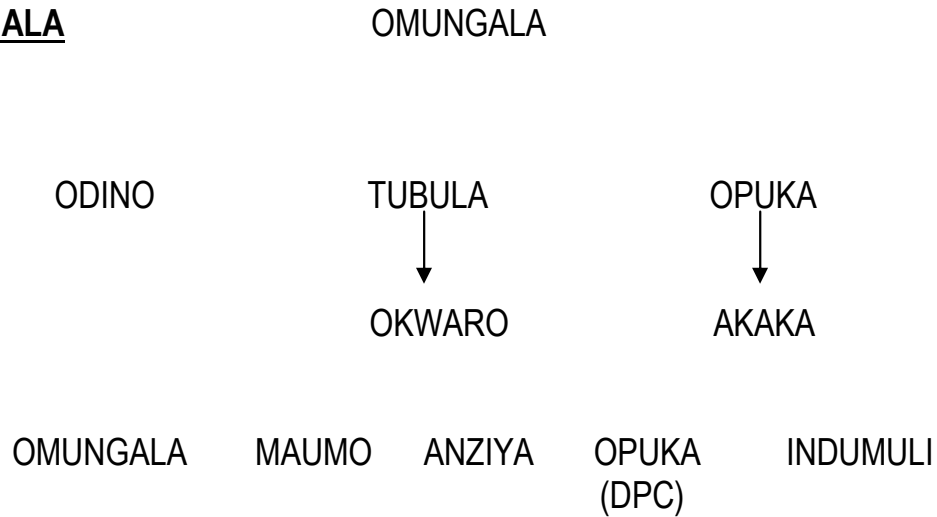 ALA OMUNGALA
ODINO TUBULA OPUKA
OKWARO AKAKA
OMUNGALA MAUMO ANZIYA OPUKA INDUMULI
(DPC)